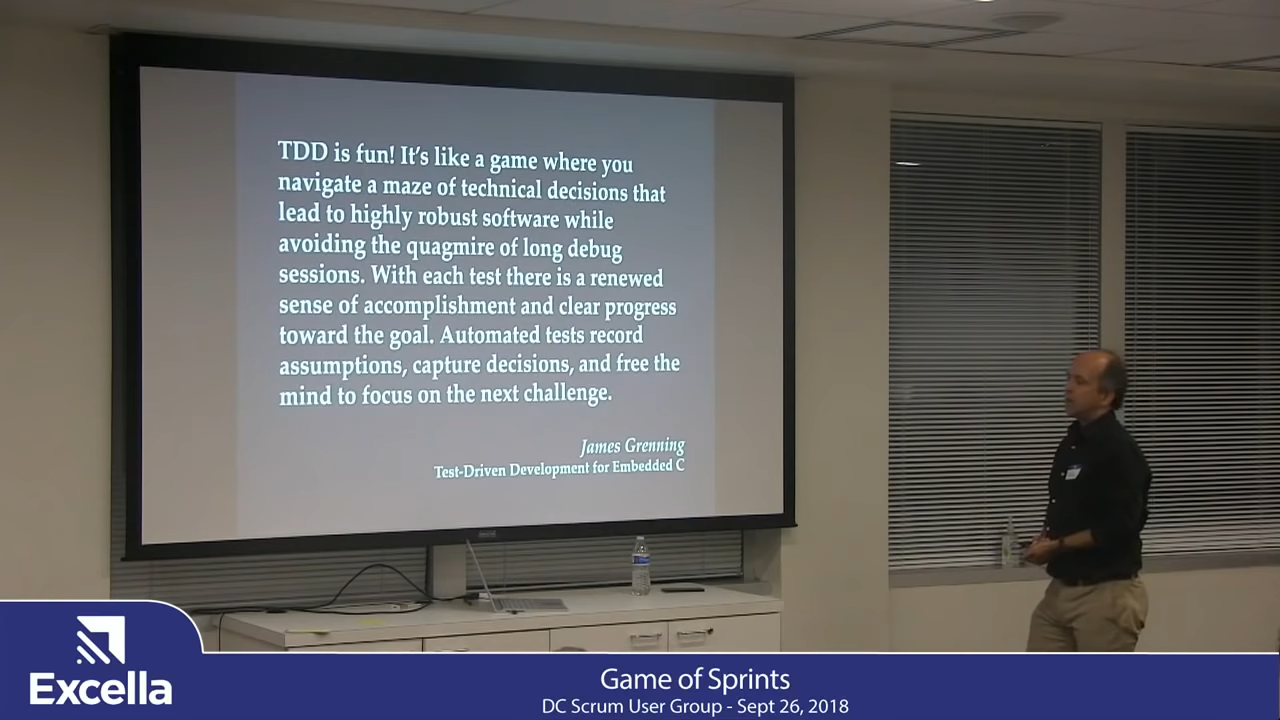 TDD is fun! It's like a game where you
navigate a maze of technical decisions that
lead to highly robust software while
avoiding the quagmire of long debug
sessions. With each test there is a renewed
sense of accomplishment and clear progress
toward the goal. Automated tests record
assumptions, capture decisions, and free the
mind to focus on the next challenge.
James Grenning
Test-Driven Development for Embedded C
Excella
Game of Sprints
DC Scrum User Group - Sept 26, 2018